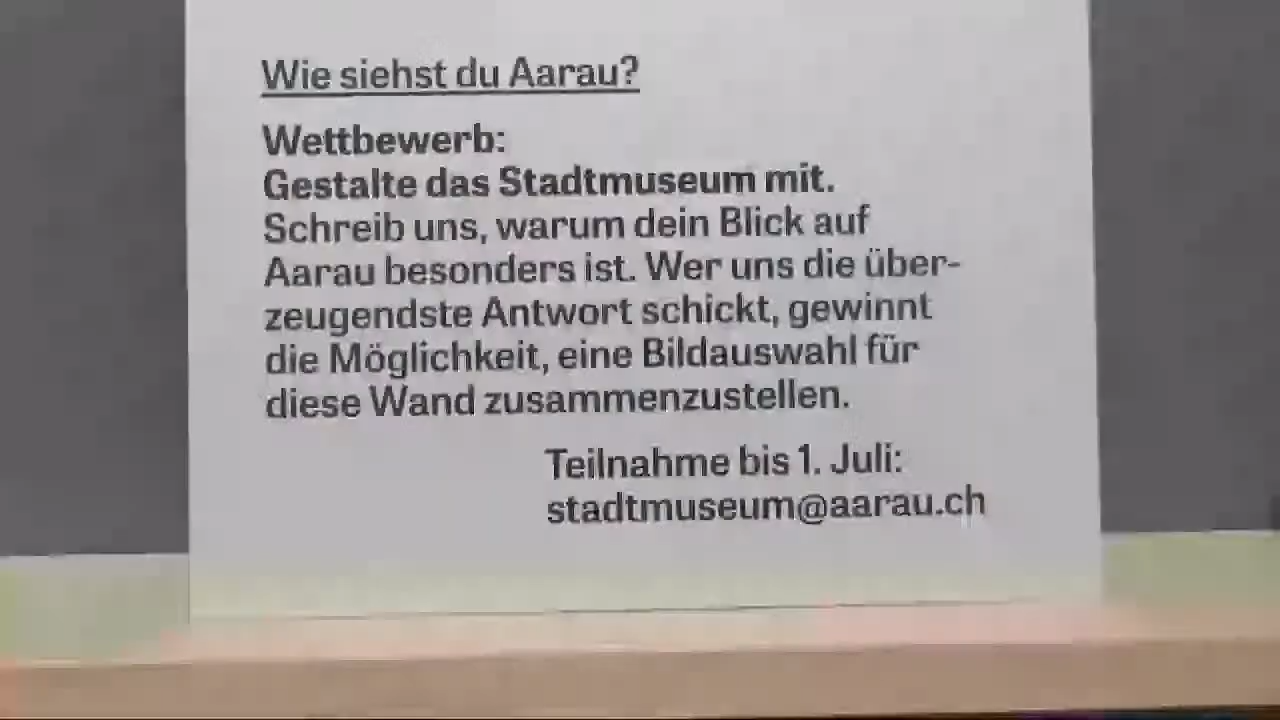 Wie siehst du Aarau?
Wettbewerb:
Gestalte das Stadtmuseum mit.
Schreib uns, warum dein Blick auf
Aarau besonders ist. Wer uns die über-
zeugendste Antwort schickt, gewinnt
die Möglichkeit, eine Bildauswahl für
diese Wand zusammenzustellen.
Teilnahme bis 1. Juli:
stadtmuseum@aarau.ch